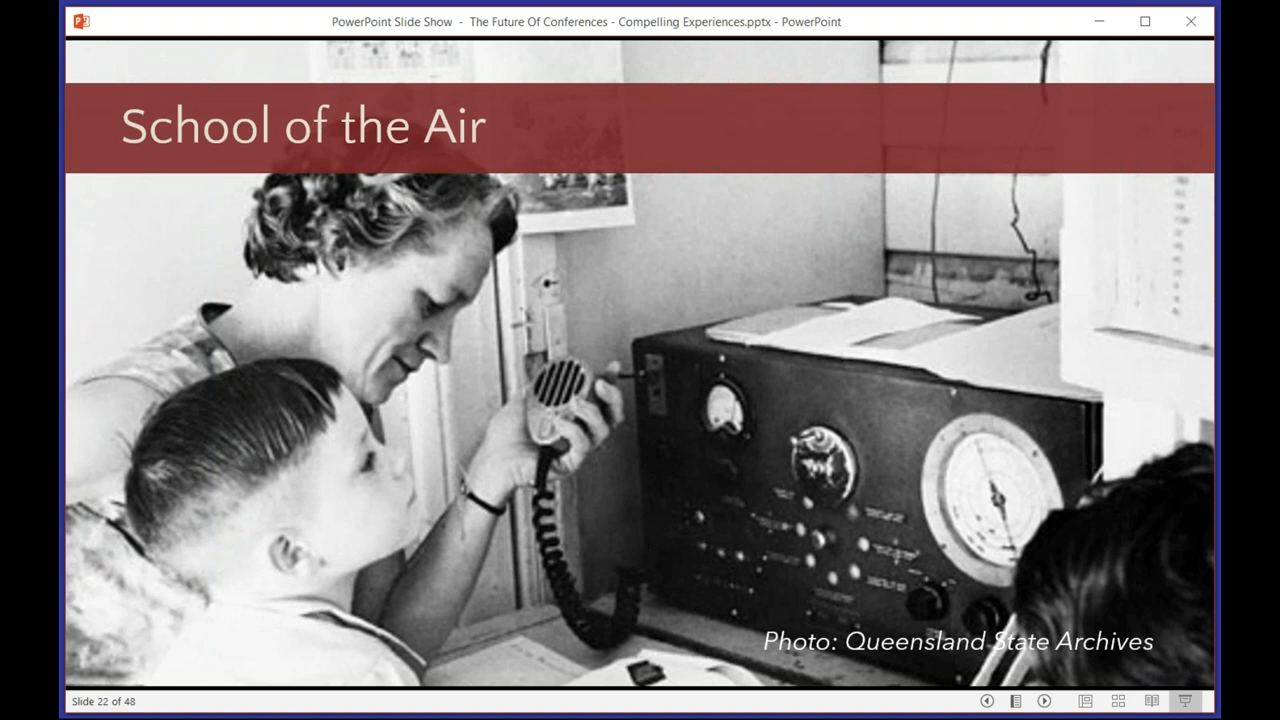 PowerPoint Slide Show - The Future Of Conferences - Compelling Experiences.pptx - PowerPoint
School of the Air
Photo: Queensland State Archives
Slide 22 of 48